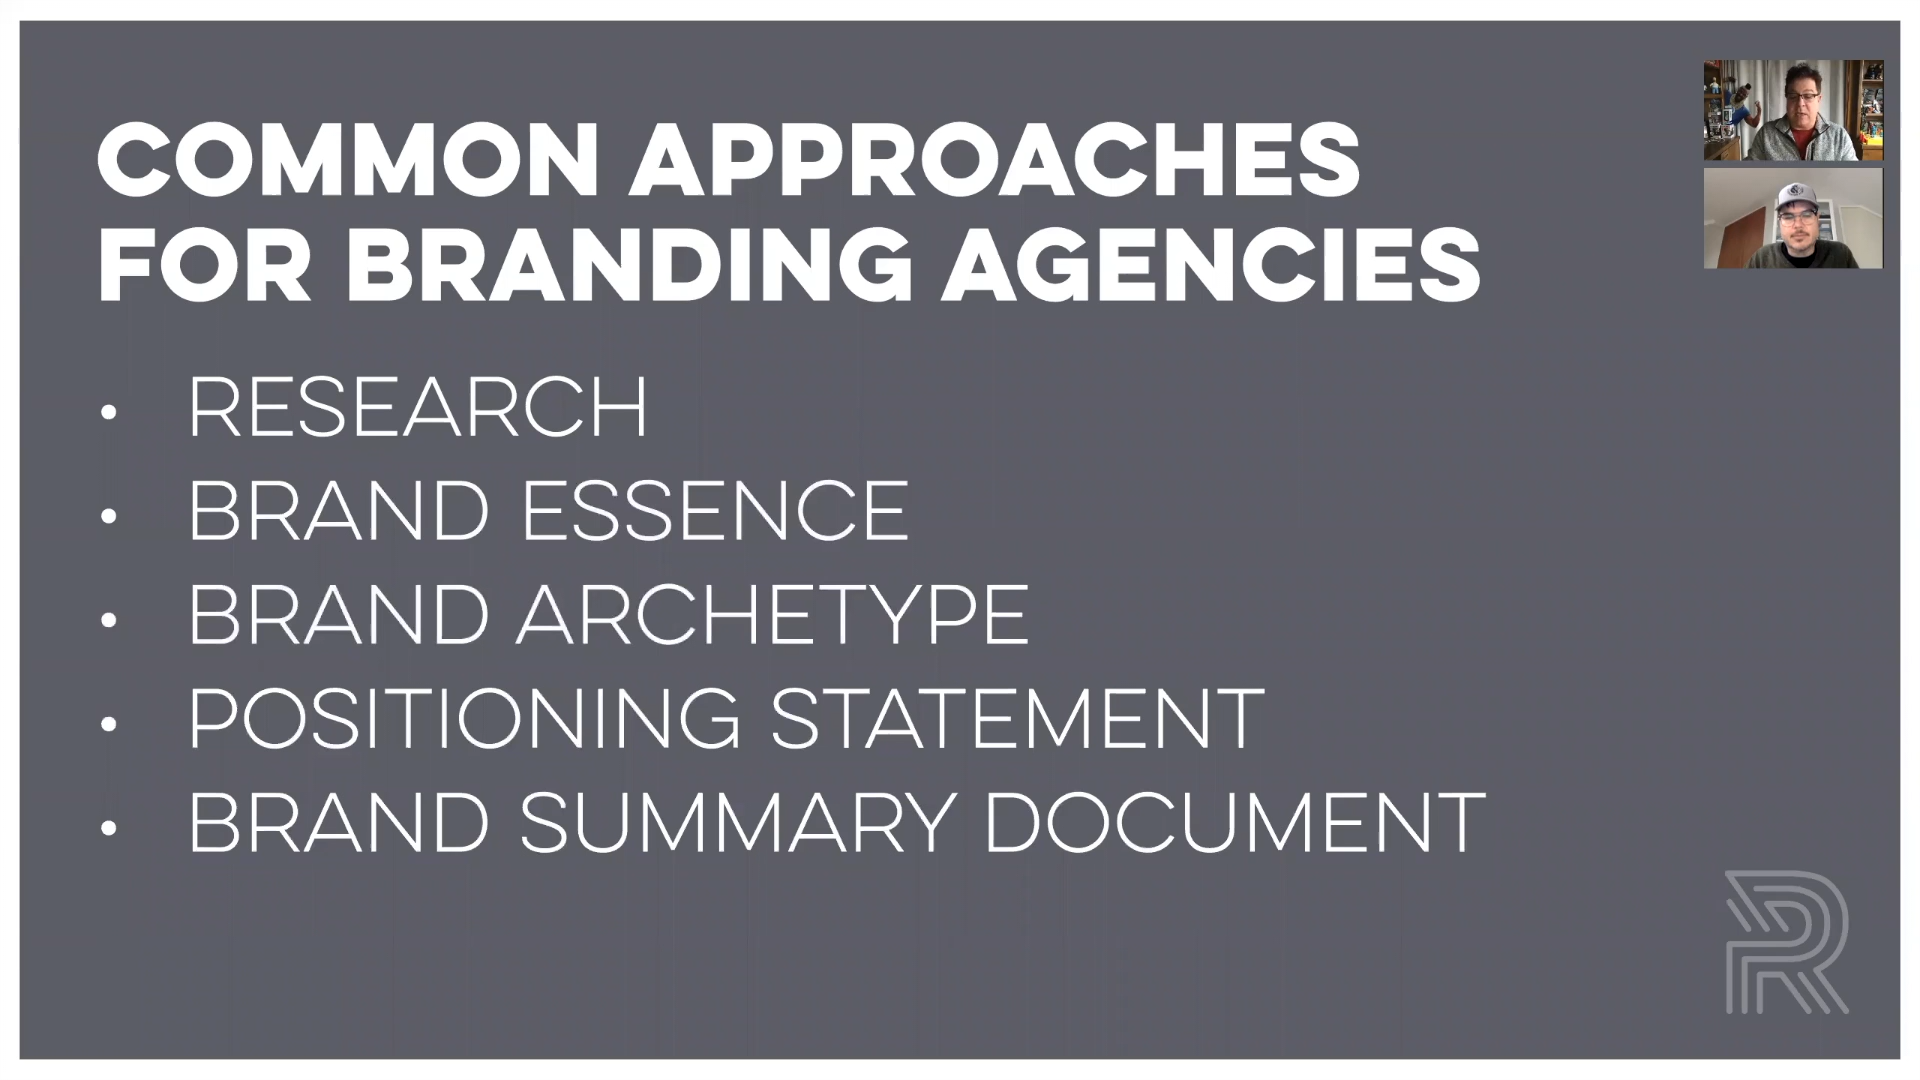 COMMON APPROACHES
FOR BRANDING AGENCIES
• RESEARCH
• BRAND ESSENCE
• BRAND ARCHETYPE
• POSITIONING STATEMENT
• BRAND SUMMARY DOCUMENT
R